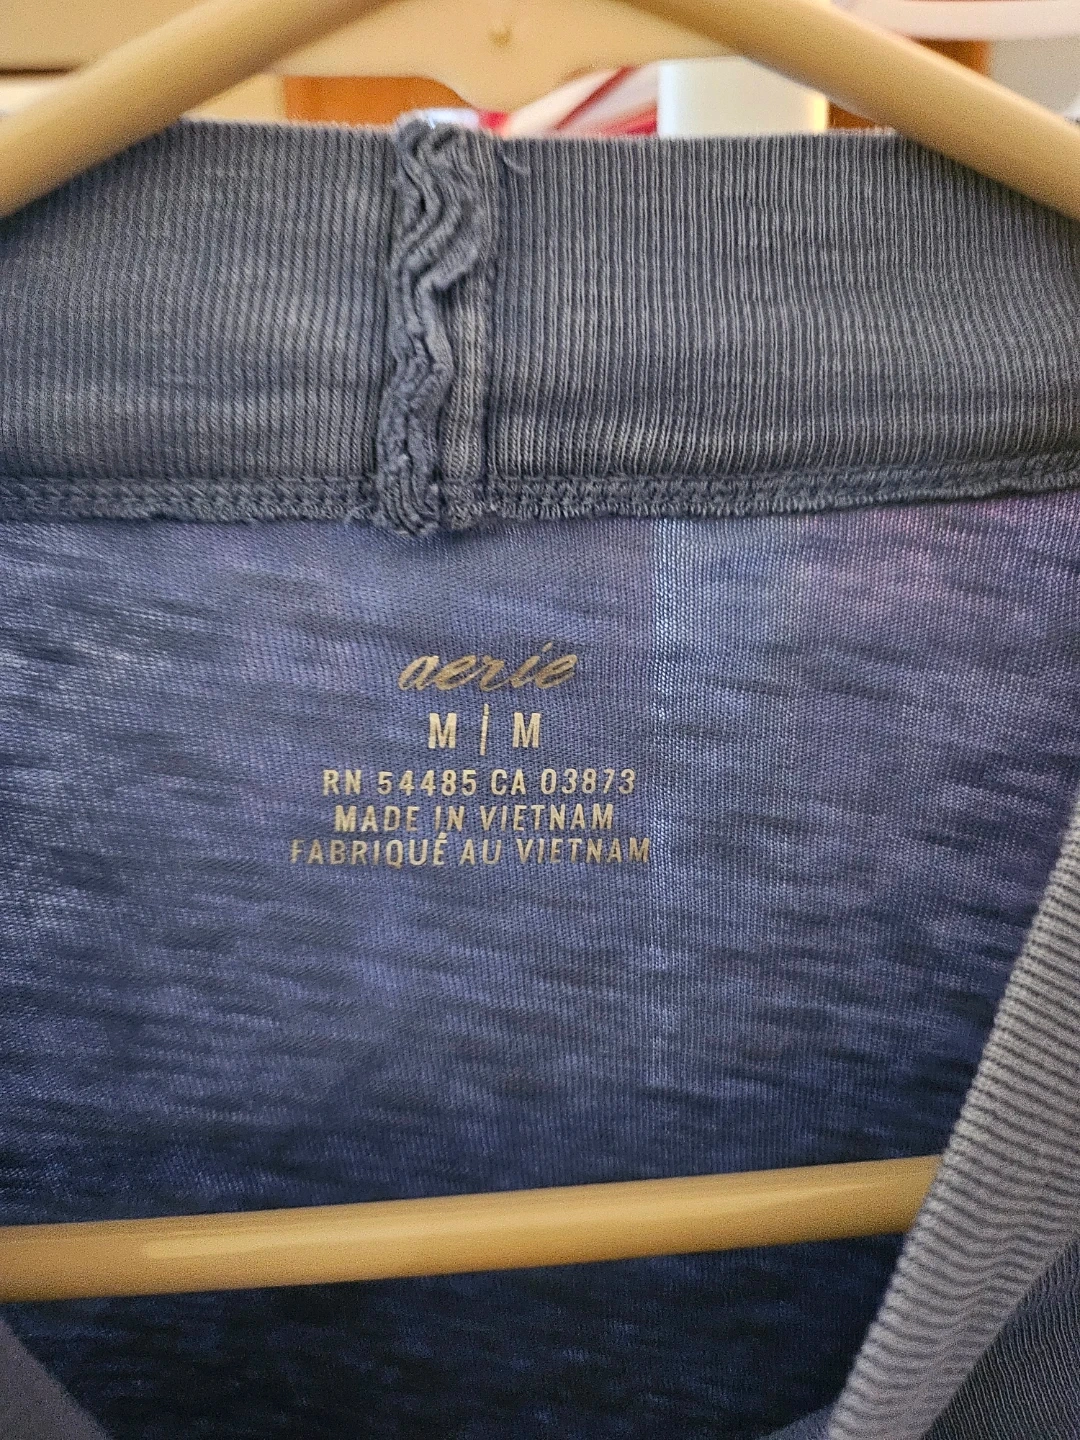 aerie
M | M
RN 54485 CA 03873
MADE IN VIETNAM
FABRIQUÉ AU VIETNAM